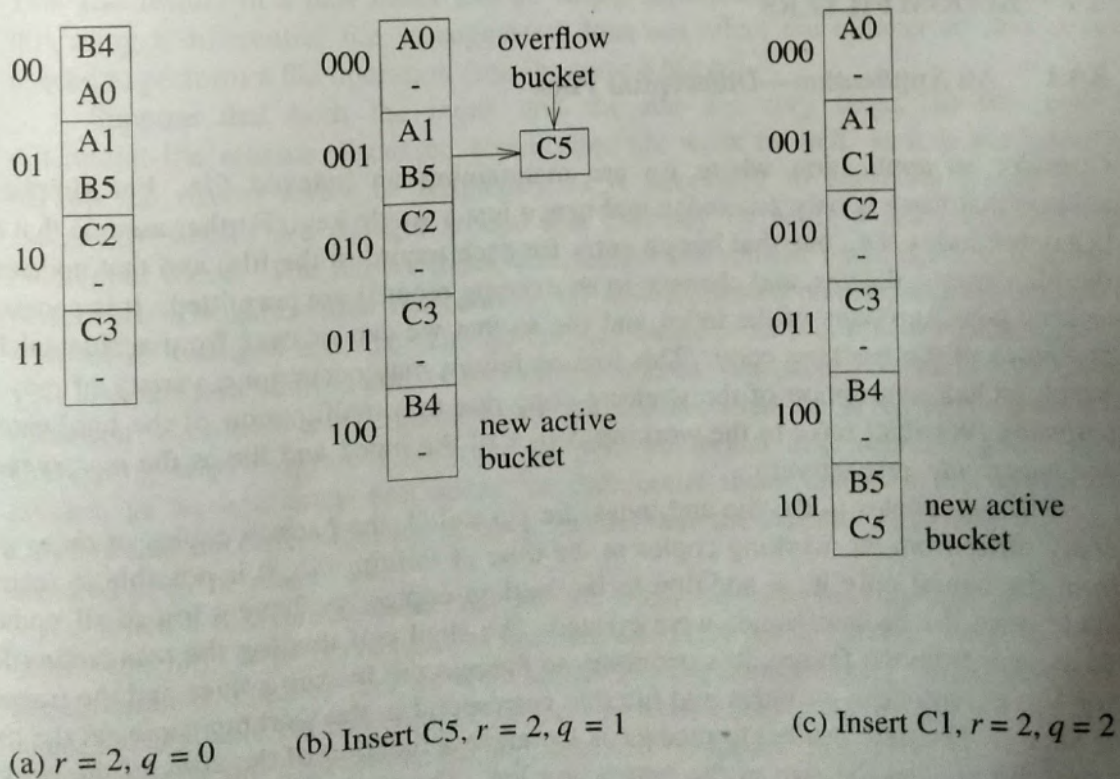 00
B4
A0
01
A1
B5
10
C2
-
11
C3
-
(a) r = 2, q = 0
000
A0
-
001
A1
B5
overflow
bucket
C5
010
C2
-
011
C3
-
100
B4
-
new active
bucket
(b) Insert C5, r = 2, q = 1
000
A0
-
001
A1
C1
010
C2
-
011
C3
-
100
B4
-
101
B5
C5
new active
bucket
(c) Insert C1, r = 2, q = 2